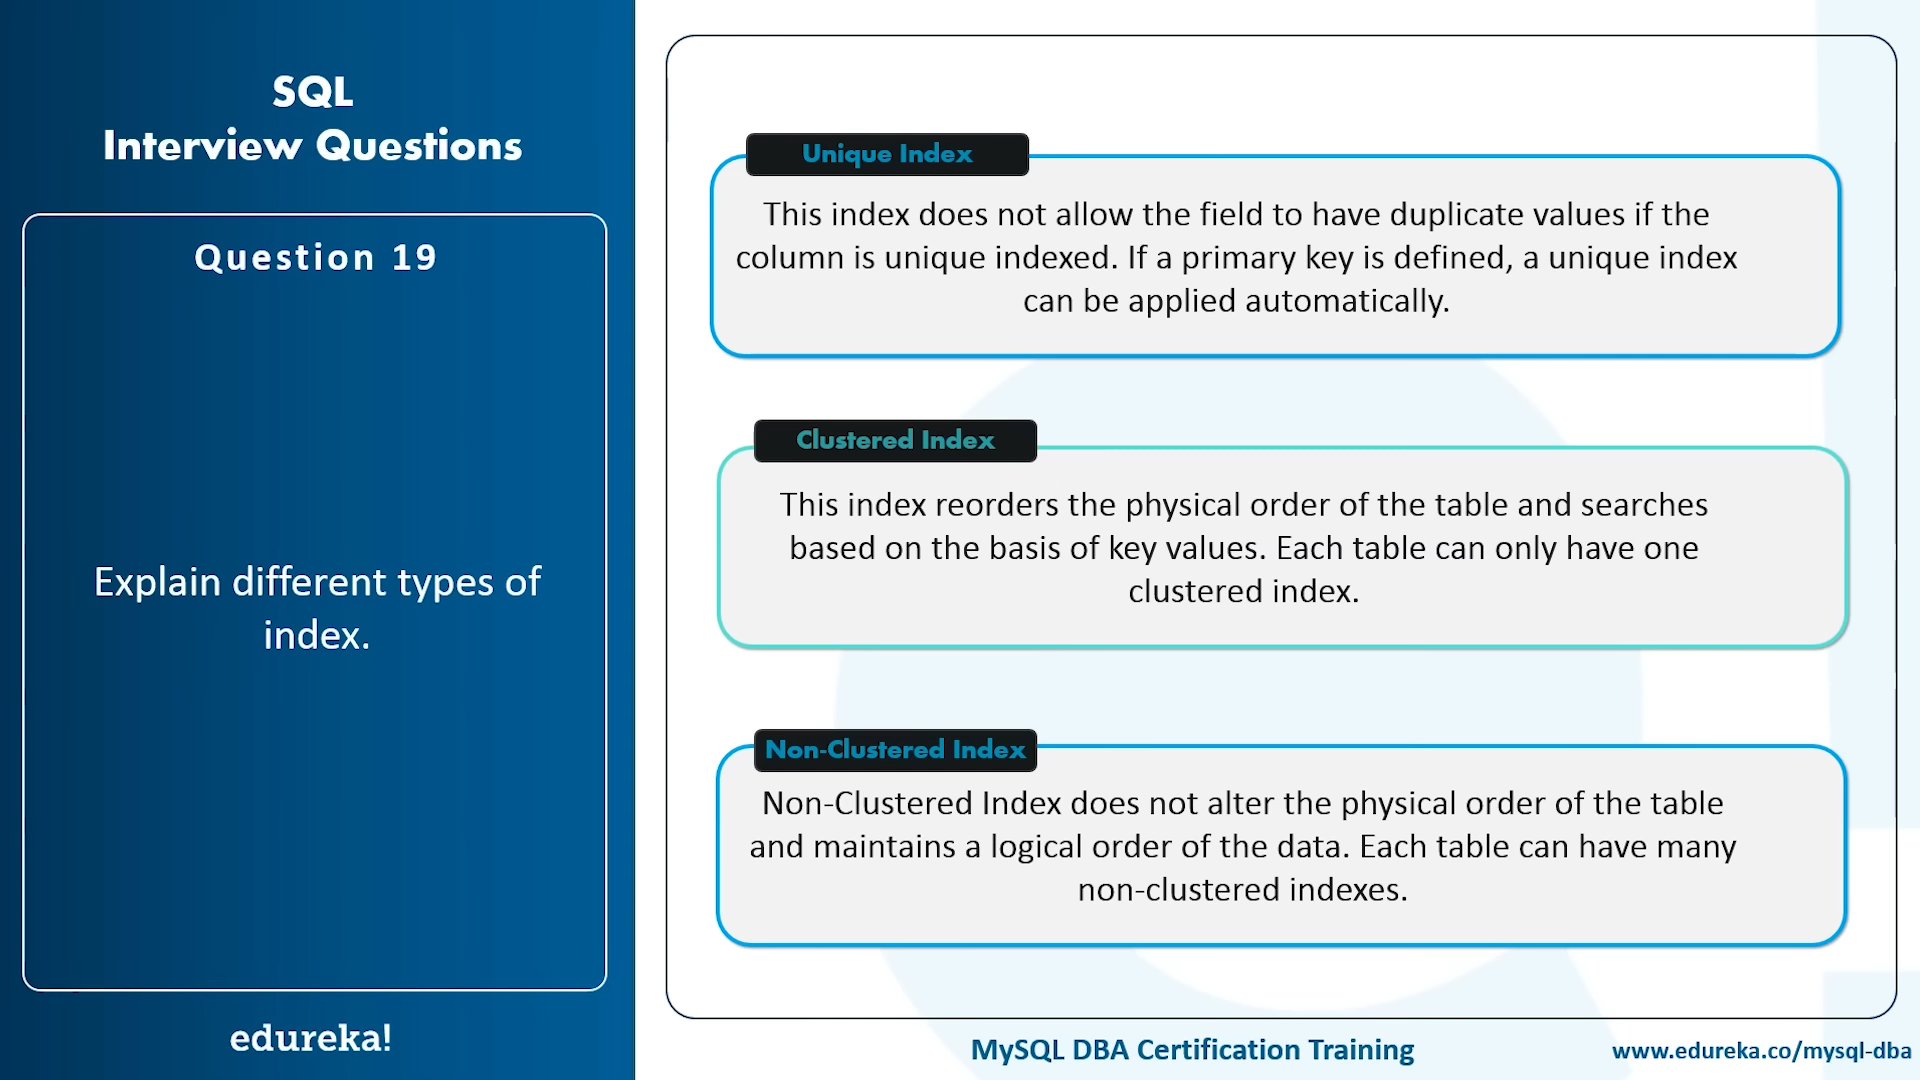 SQL
Interview Questions
Question 19
Explain different types of
index.
edureka!
Unique Index
This index does not allow the field to have duplicate values if the
column is unique indexed. If a primary key is defined, a unique index
can be applied automatically.
Clustered Index
This index reorders the physical order of the table and searches
based on the basis of key values. Each table can only have one
clustered index.
Non-Clustered Index
Non-Clustered Index does not alter the physical order of the table
and maintains a logical order of the data. Each table can have many
non-clustered indexes.
MySQL DBA Certification Training
www.edureka.co/mysql-dba